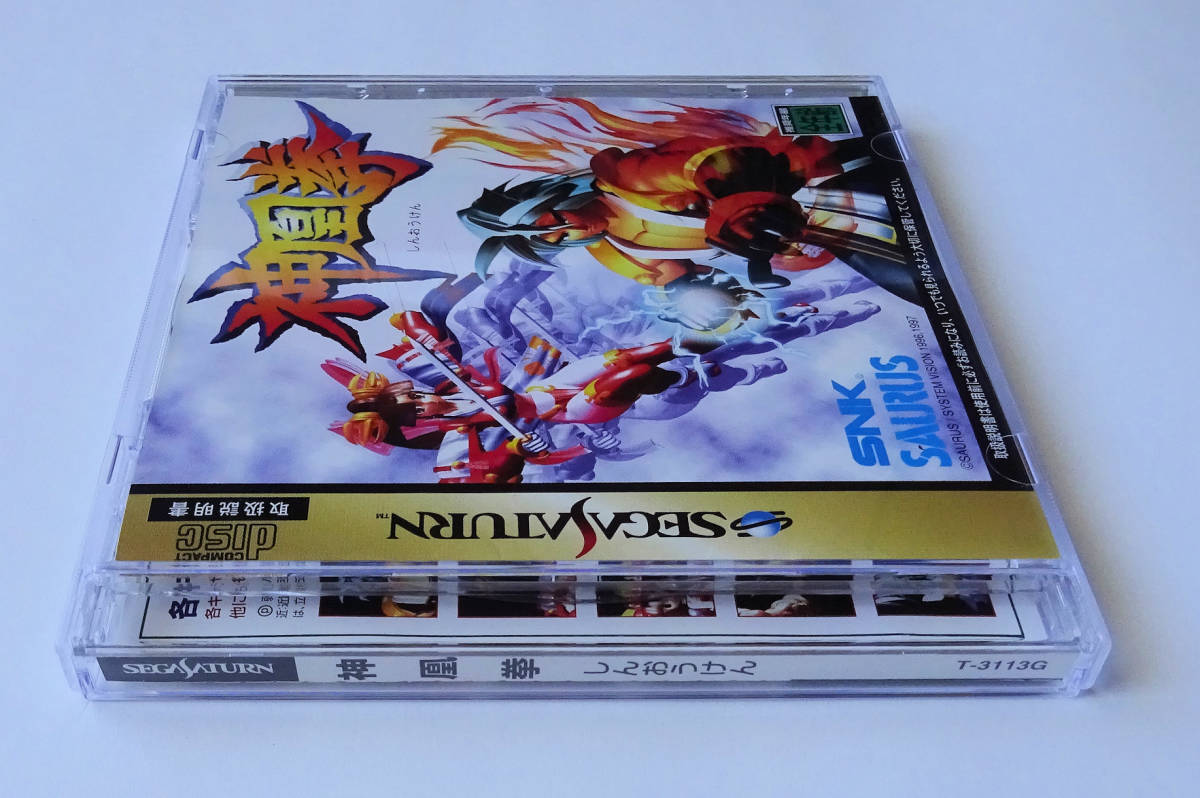 神凰拳
しんおうけん
SNK
SAURUS
©SAURUS / SYSTEM VISION 1996,1997
取扱説明書は使用前に必ずお読みになり、いつでも見られるよう大切に保管してください。
取扱説明書
COMPACT
disc
SEGA SATURN™
SEGA SATURN
神凰拳 しんおうけん
T-3113G